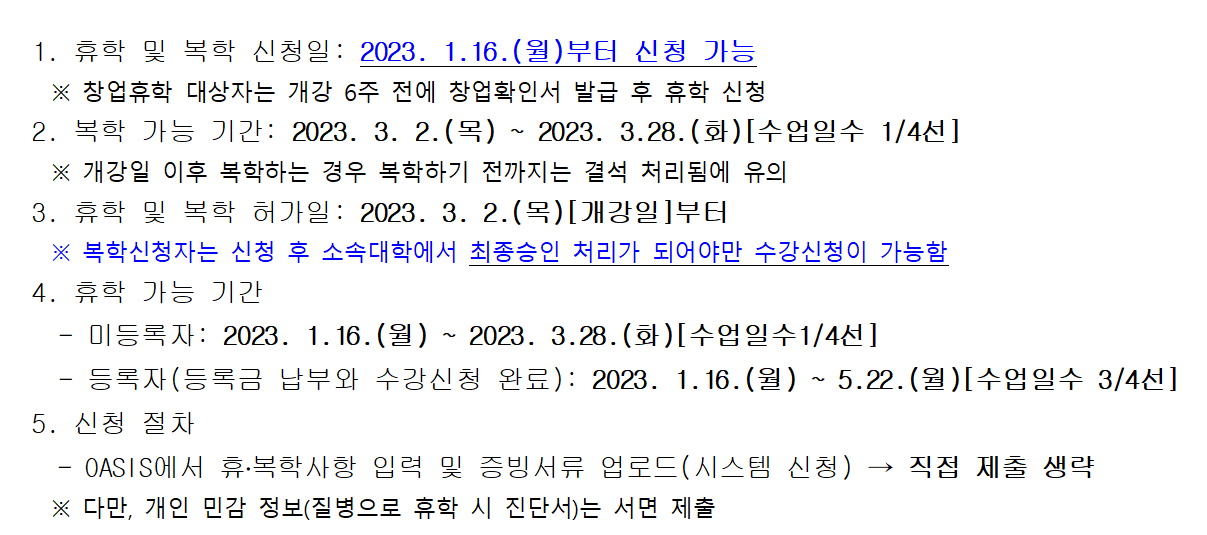 1. 휴학 및 복학 신청일: 2023. 1.16.(월)부터 신청 가능
※ 창업휴학 대상자는 개강 6주 전에 창업확인서 발급 후 휴학 신청
2. 복학 가능 기간: 2023. 3. 2.(목) ~ 2023. 3.28.(화)[수업일수 1/4선]
※ 개강일 이후 복학하는 경우 복학하기 전까지는 결석 처리됨에 유의
3. 휴학 및 복학 허가일: 2023. 3. 2.(목)[개강일]부터
※ 복학신청자는 신청 후 소속대학에서 최종승인 처리가 되어야만 수강신청이 가능함
4. 휴학 가능 기간
- 미등록자: 2023. 1.16.(월) ~ 2023. 3.28.(화)[수업일수1/4선]
- 등록자(등록금 납부와 수강신청 완료): 2023. 1.16.(월) ~ 5.22.(월)[수업일수 3/4선]
5. 신청 절차
- OASIS에서 휴·복학사항 입력 및 증빙서류 업로드(시스템 신청) → 직접 제출 생략
※ 다만, 개인 민감 정보(질병으로 휴학 시 진단서)는 서면 제출